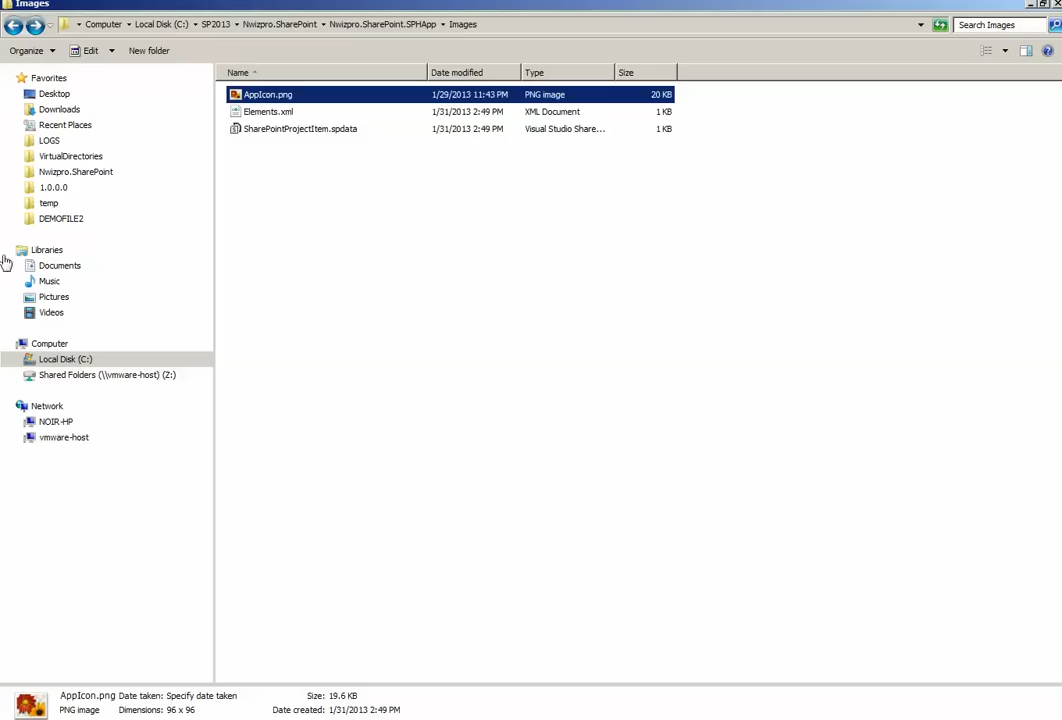 Images
Computer Local Disk (C:) SP2013 Nwizpro.SharePoint Nwizpro.SharePoint.SPHApp Images
Search Images
Organize Edit New folder
Name Date modified Type Size
AppIcon.png 1/29/2013 11:43 PM PNG image 20 KB
Elements.xml 1/31/2013 2:49 PM XML Document 1 KB
SharePointProjectItem.spdata 1/31/2013 2:49 PM Visual Studio Share... 1 KB
Favorites
Desktop
Downloads
Recent Places
LOGS
VirtualDirectories
Nwizpro.SharePoint
1.0.0.0
temp
DEMOFILE2
Libraries
Documents
Music
Pictures
Videos
Computer
Local Disk (C:)
Shared Folders (\\vmware-host) (Z:)
Network
NOIR-HP
vmware-host
AppIcon.png Date taken: Specify date taken Size: 19.6 KB
PNG image Dimensions: 96 x 96 Date created: 1/31/2013 2:49 PM